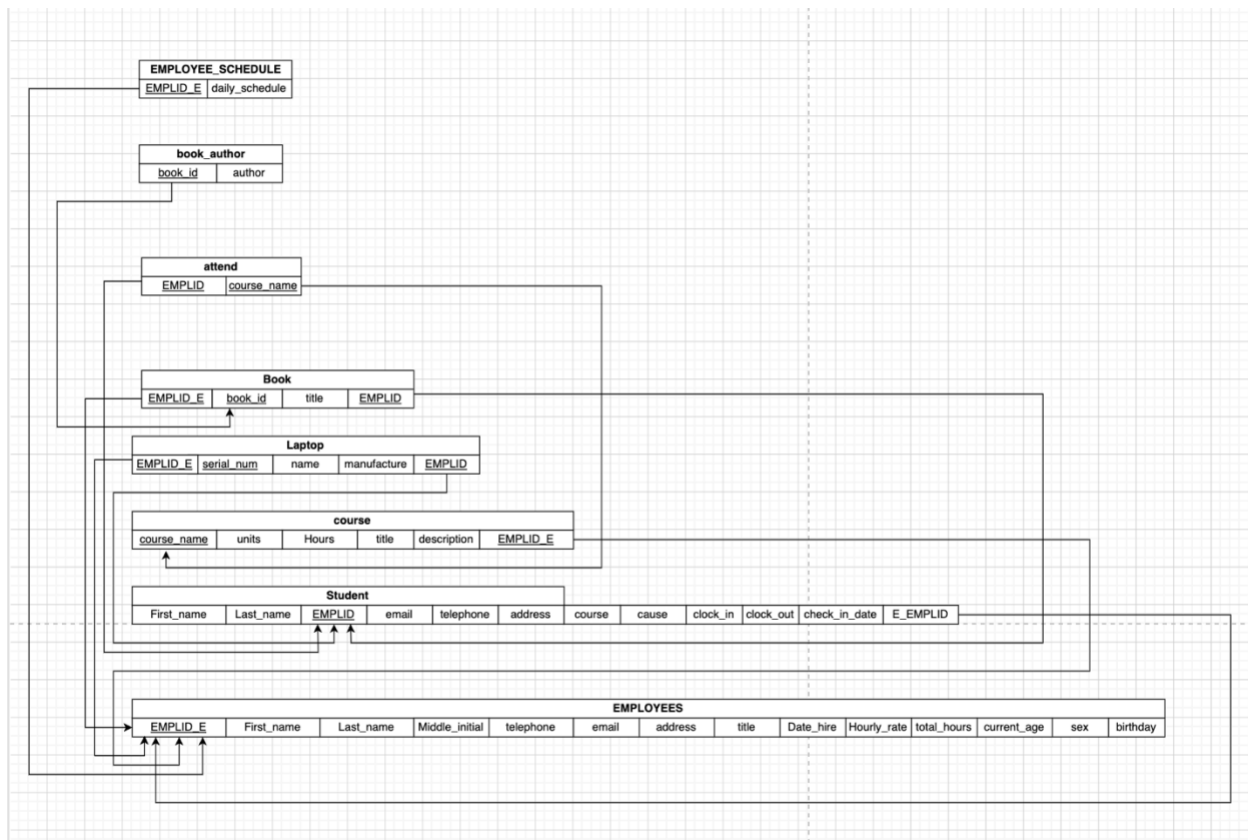 EMPLOYEE_SCHEDULE
EMPLID_E daily_schedule
book_author
book_id author
attend
EMPLID course_name
Book
EMPLID_E book_id title EMPLID
Laptop
EMPLID_E serial_num name manufacture EMPLID
course
course_name units Hours title description EMPLID_E
Student
First_name Last_name EMPLID email telephone address course cause clock_in clock_out check_in_date E_EMPLID
EMPLOYEES
EMPLID_E First_name Last_name Middle_initial telephone email address title Date_hire Hourly_rate total_hours current_age sex birthday